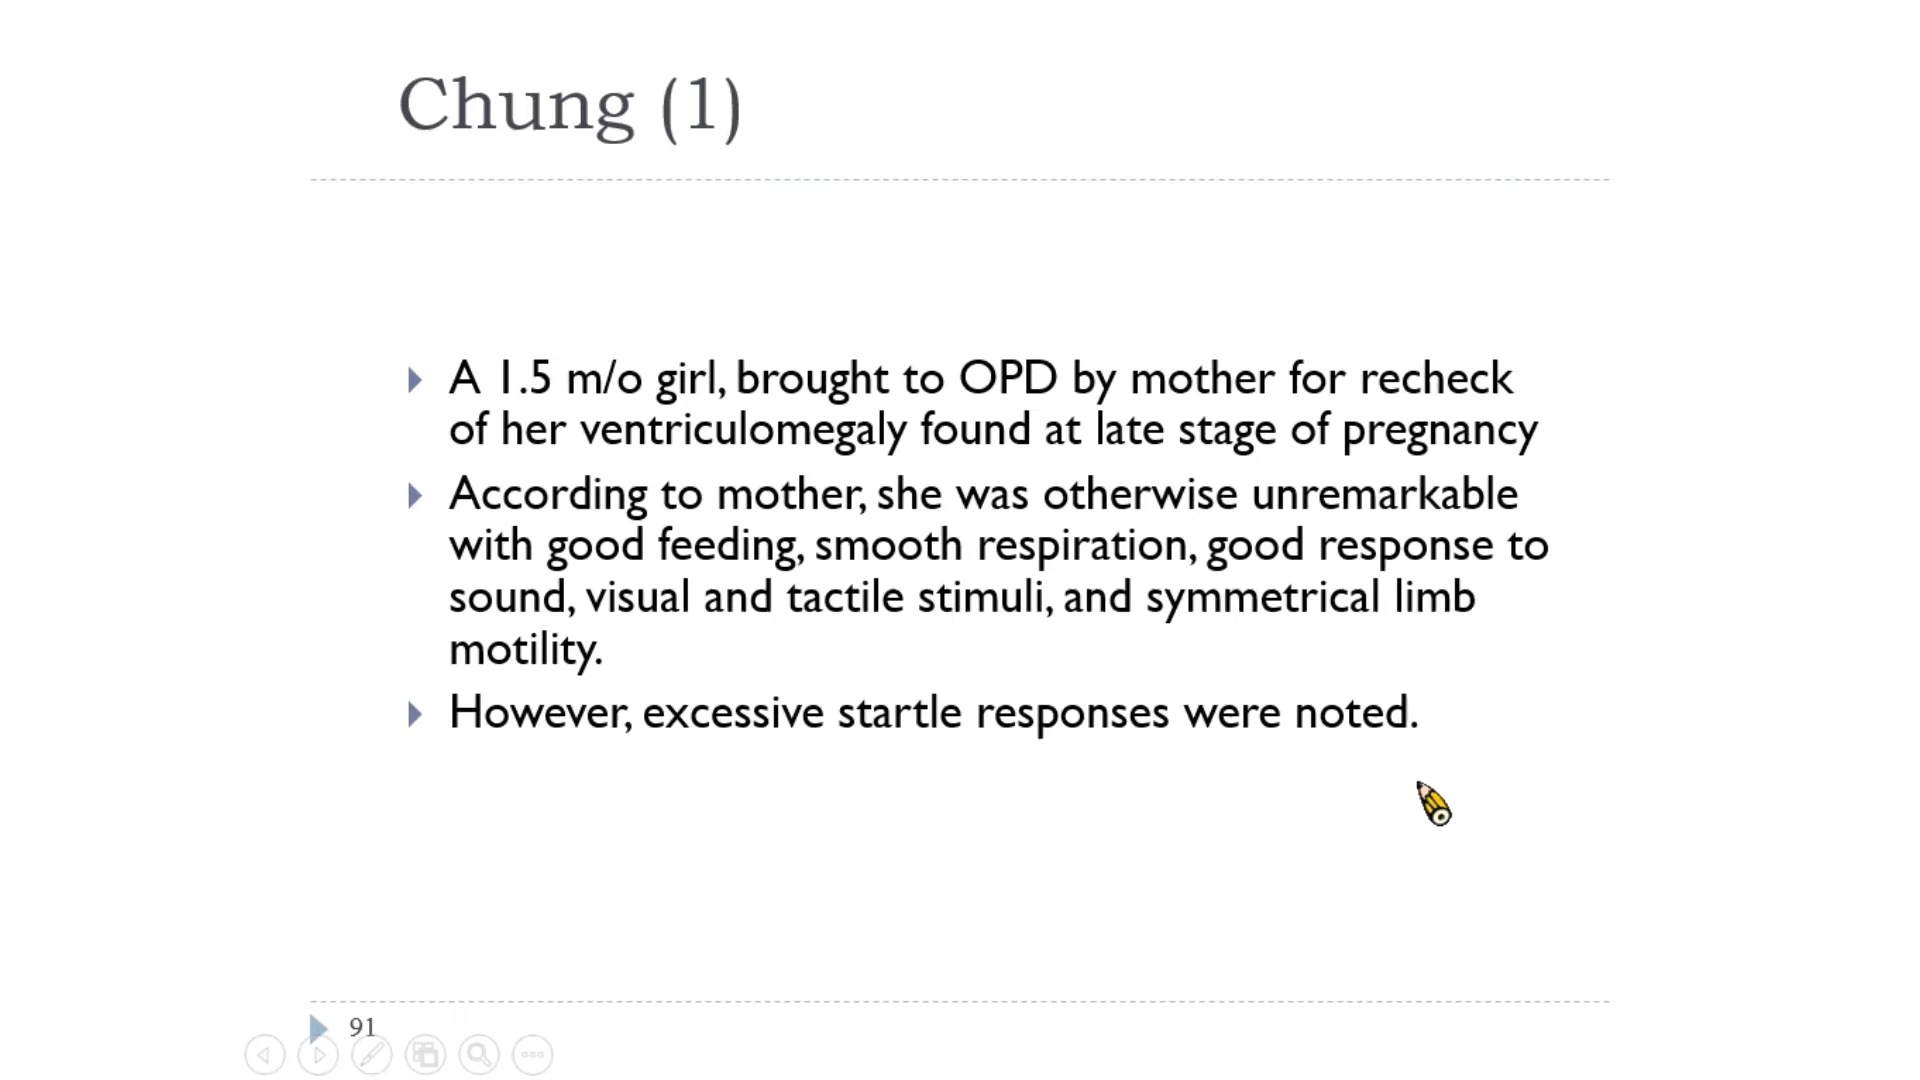 Chung (1)
A 1.5 m/o girl, brought to OPD by mother for recheck
of her ventriculomegaly found at late stage of pregnancy
According to mother, she was otherwise unremarkable
with good feeding, smooth respiration, good response to
sound, visual and tactile stimuli, and symmetrical limb
motility.
However, excessive startle responses were noted.
91